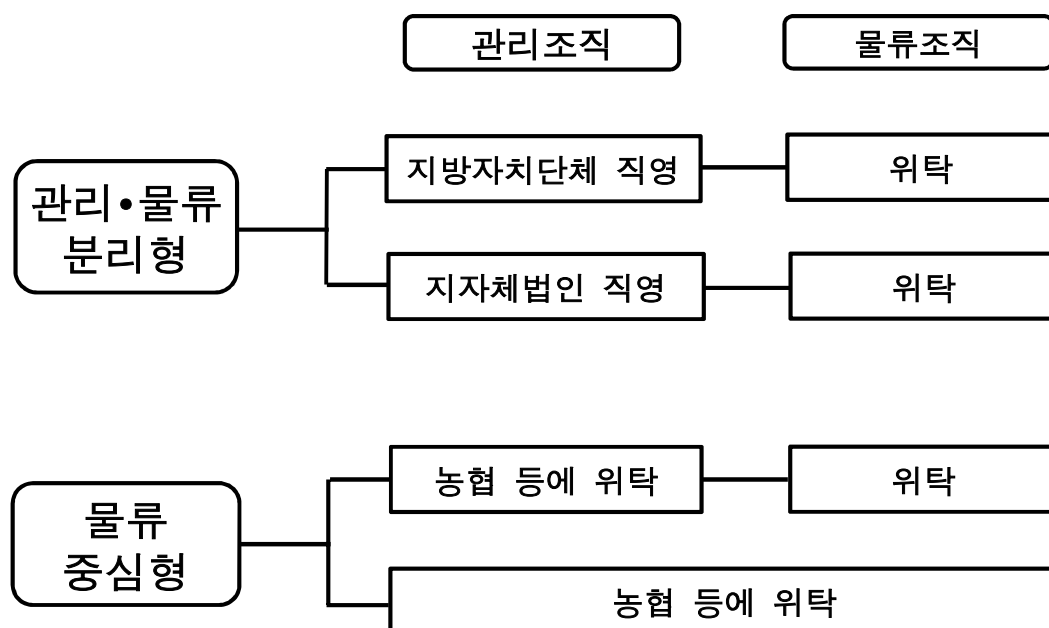 관리조직
물류조직
관리•물류
분리형
지방자치단체 직영
위탁
지자체법인 직영
위탁
물류
중심형
농협 등에 위탁
위탁
농협 등에 위탁